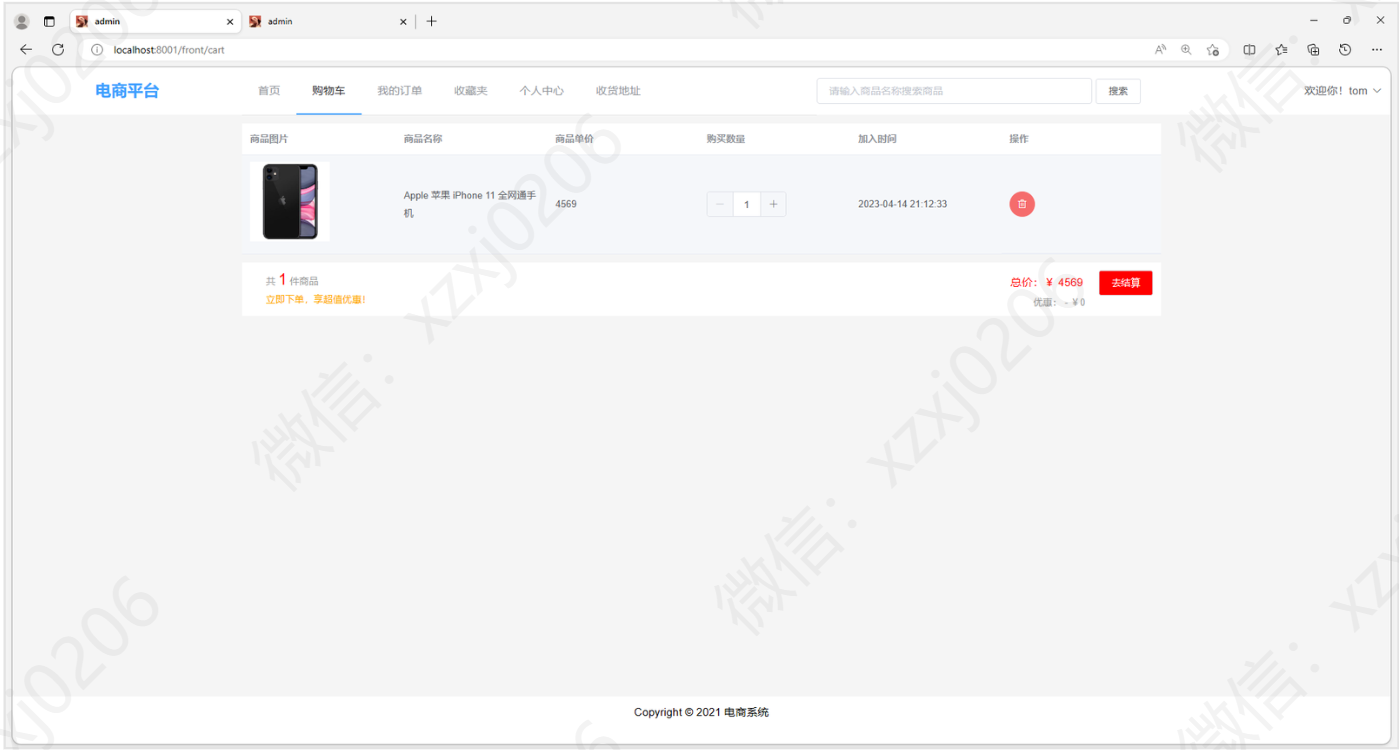 admin
admin
localhost:8001/front/cart
电商平台
首页
购物车
我的订单
收藏夹
个人中心
收货地址
请输入商品名称搜索商品
搜索
欢迎你！tom
商品图片
商品名称
商品单价
购买数量
加入时间
操作
Apple 苹果 iPhone 11 全网通手
机
4569
1
2023-04-14 21:12:33
共 1 件商品
立即下单、享超值优惠!
总价: ¥ 4569
优惠: - ¥ 0
去结算
Copyright © 2021 电商系统
微信: xzxj0206
微信: xzxj0206
微信: xzxj0206